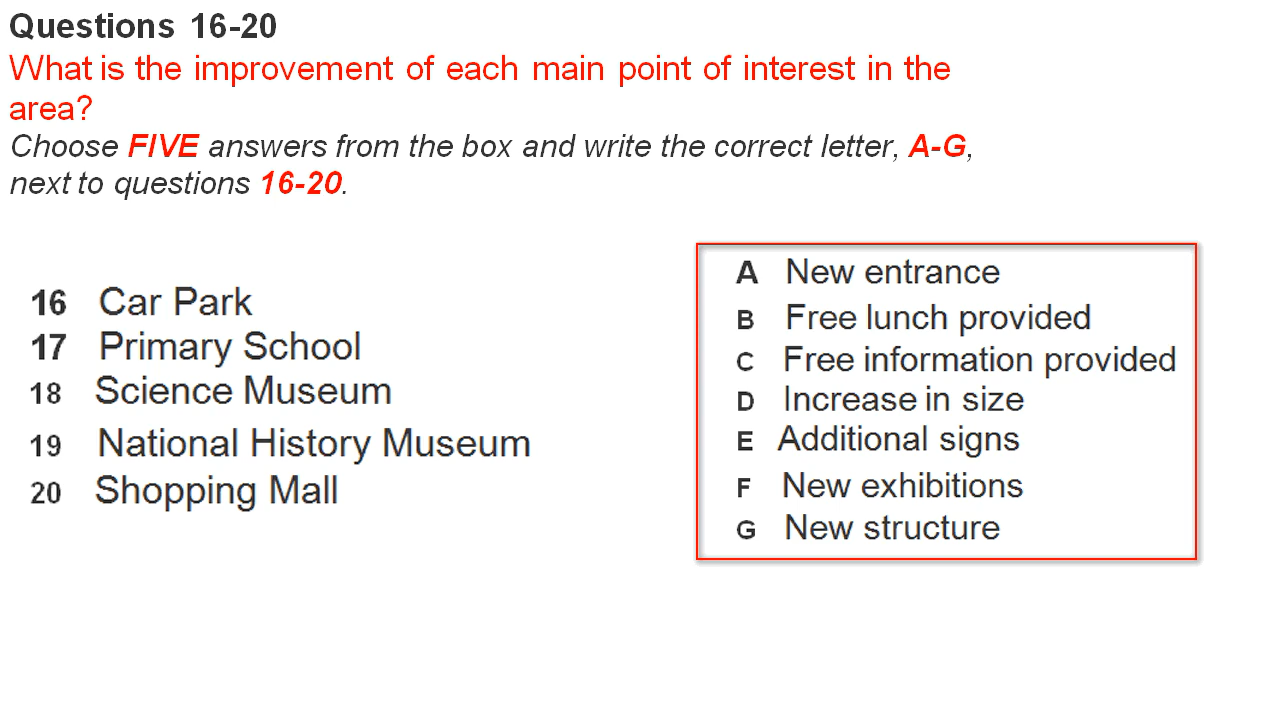 Questions 16-20
What is the improvement of each main point of interest in the
area?
Choose FIVE answers from the box and write the correct letter, A-G,
next to questions 16-20.
16 Car Park
17 Primary School
18 Science Museum
19 National History Museum
20 Shopping Mall
A New entrance
B Free lunch provided
C Free information provided
D Increase in size
E Additional signs
F New exhibitions
G New structure